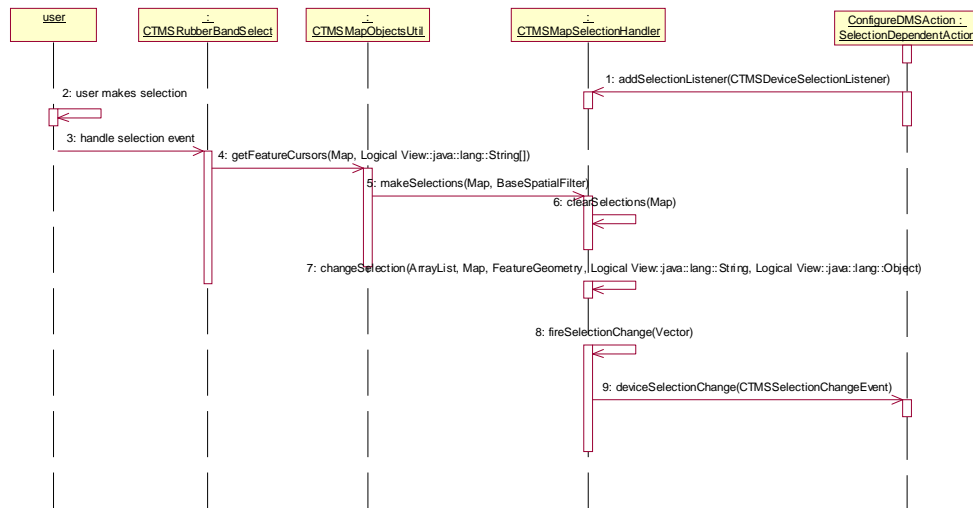 user
:
CTMSRubberBandSelect
:
CTMSMapObjectsUtil
:
CTMSMapSelectionHandler
ConfigureDMSAction :
SelectionDependentAction
1: addSelectionListener(CTMSDeviceSelectionListener)
2: user makes selection
3: handle selection event
4: getFeatureCursors(Map, Logical View::java::lang::String[])
5: makeSelections(Map, BaseSpatialFilter)
6: clearSelections(Map)
7: changeSelection(ArrayList, Map, FeatureGeometry, Logical View::java::lang::String, Logical View::java::lang::Object)
8: fireSelectionChange(Vector)
9: deviceSelectionChange(CTMSSelectionChangeEvent)